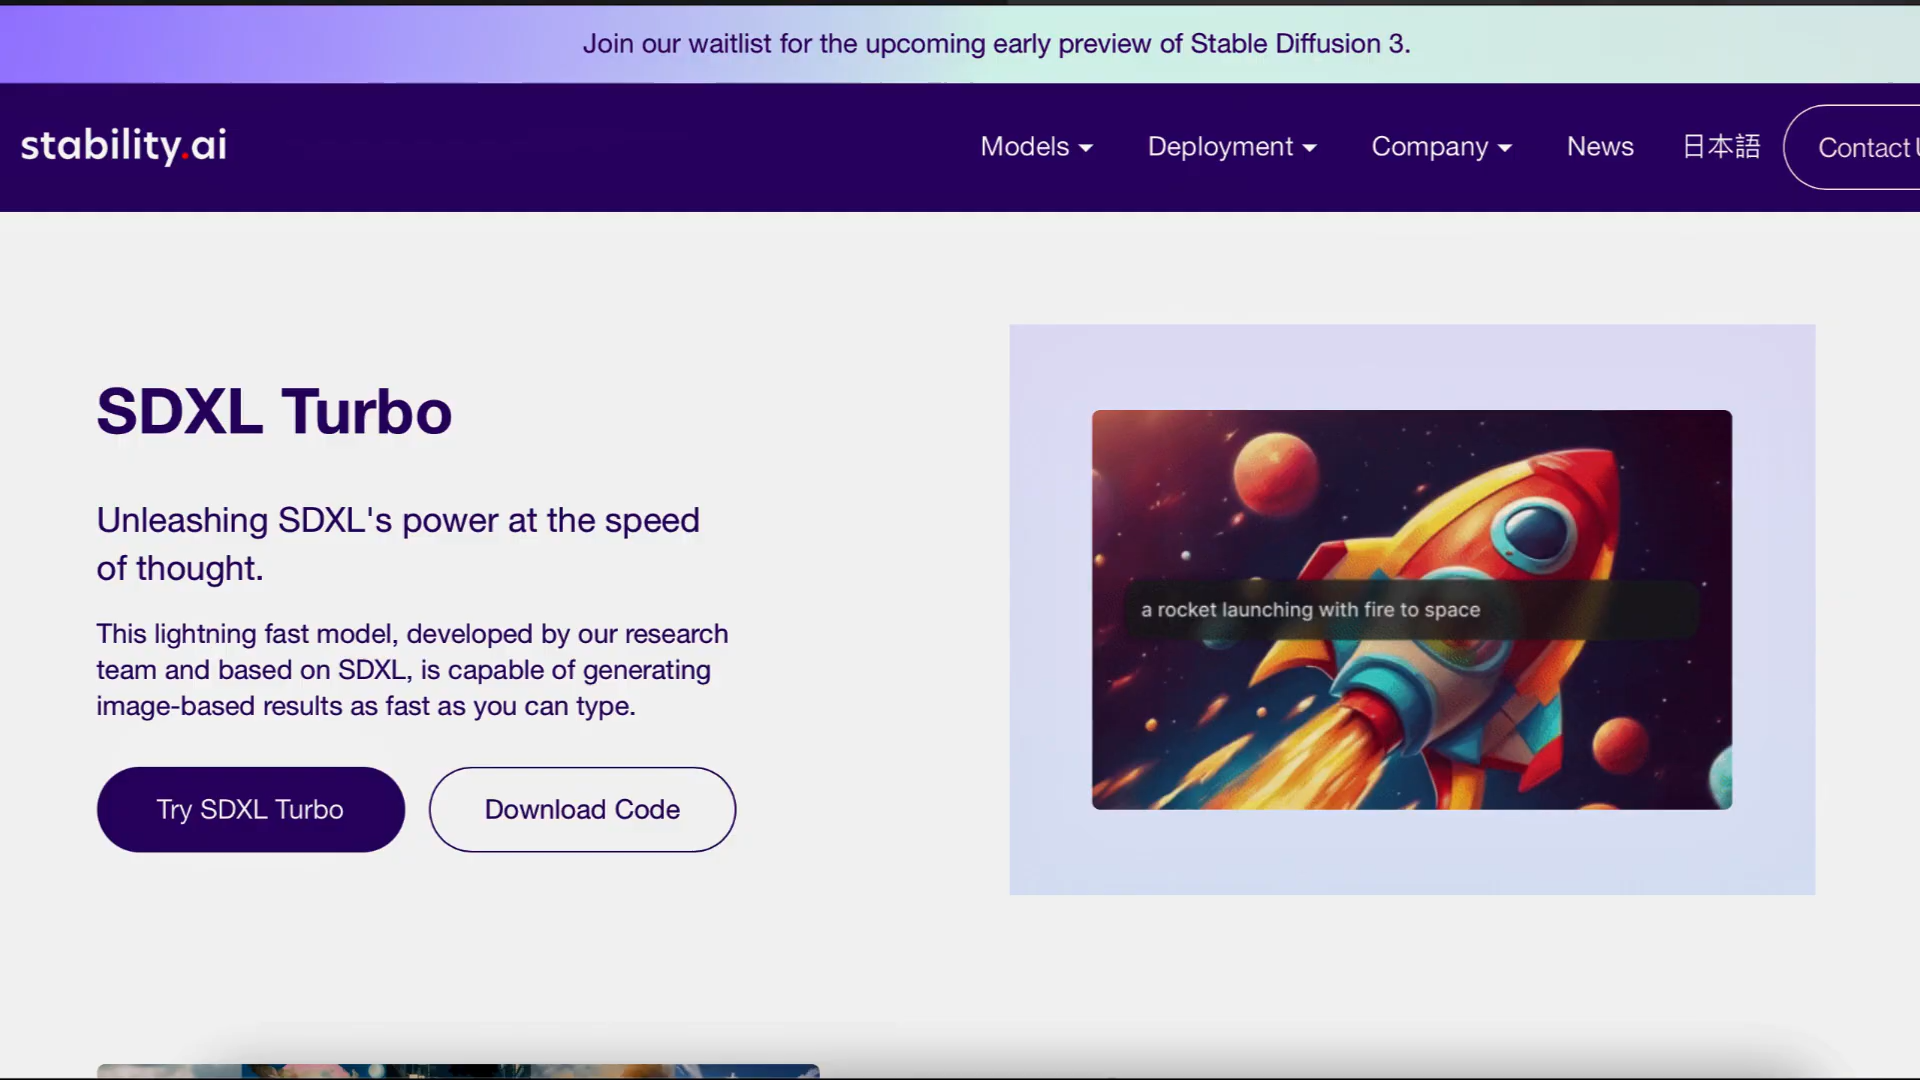 Join our waitlist for the upcoming early preview of Stable Diffusion 3.
stability.ai
Models
Deployment
Company
News
日本語
Contact U
SDXL Turbo
Unleashing SDXL's power at the speed
of thought.
This lightning fast model, developed by our research
team and based on SDXL, is capable of generating
image-based results as fast as you can type.
Try SDXL Turbo
Download Code
a rocket launching with fire to space